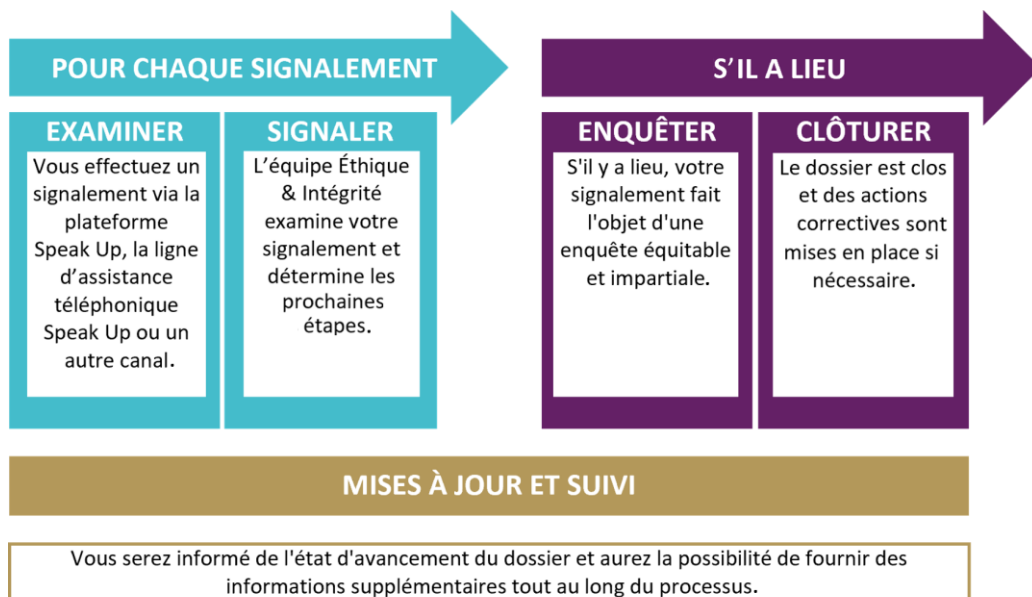 POUR CHAQUE SIGNALEMENT
S'IL A LIEU
EXAMINER
Vous effectuez un
signalement via la
plateforme
Speak Up, la ligne
d'assistance
téléphonique
Speak Up ou un
autre canal.
SIGNALER
L'équipe Éthique
& Intégrité
examine votre
signalement et
détermine les
prochaines
étapes.
ENQUÊTER
S'il y a lieu, votre
signalement fait
l'objet d'une
enquête équitable
et impartiale.
CLÔTURER
Le dossier est clos
et des actions
correctives sont
mises en place si
nécessaire.
MISES À JOUR ET SUIVI
Vous serez informé de l'état d'avancement du dossier et aurez la possibilité de fournir des
informations supplémentaires tout au long du processus.